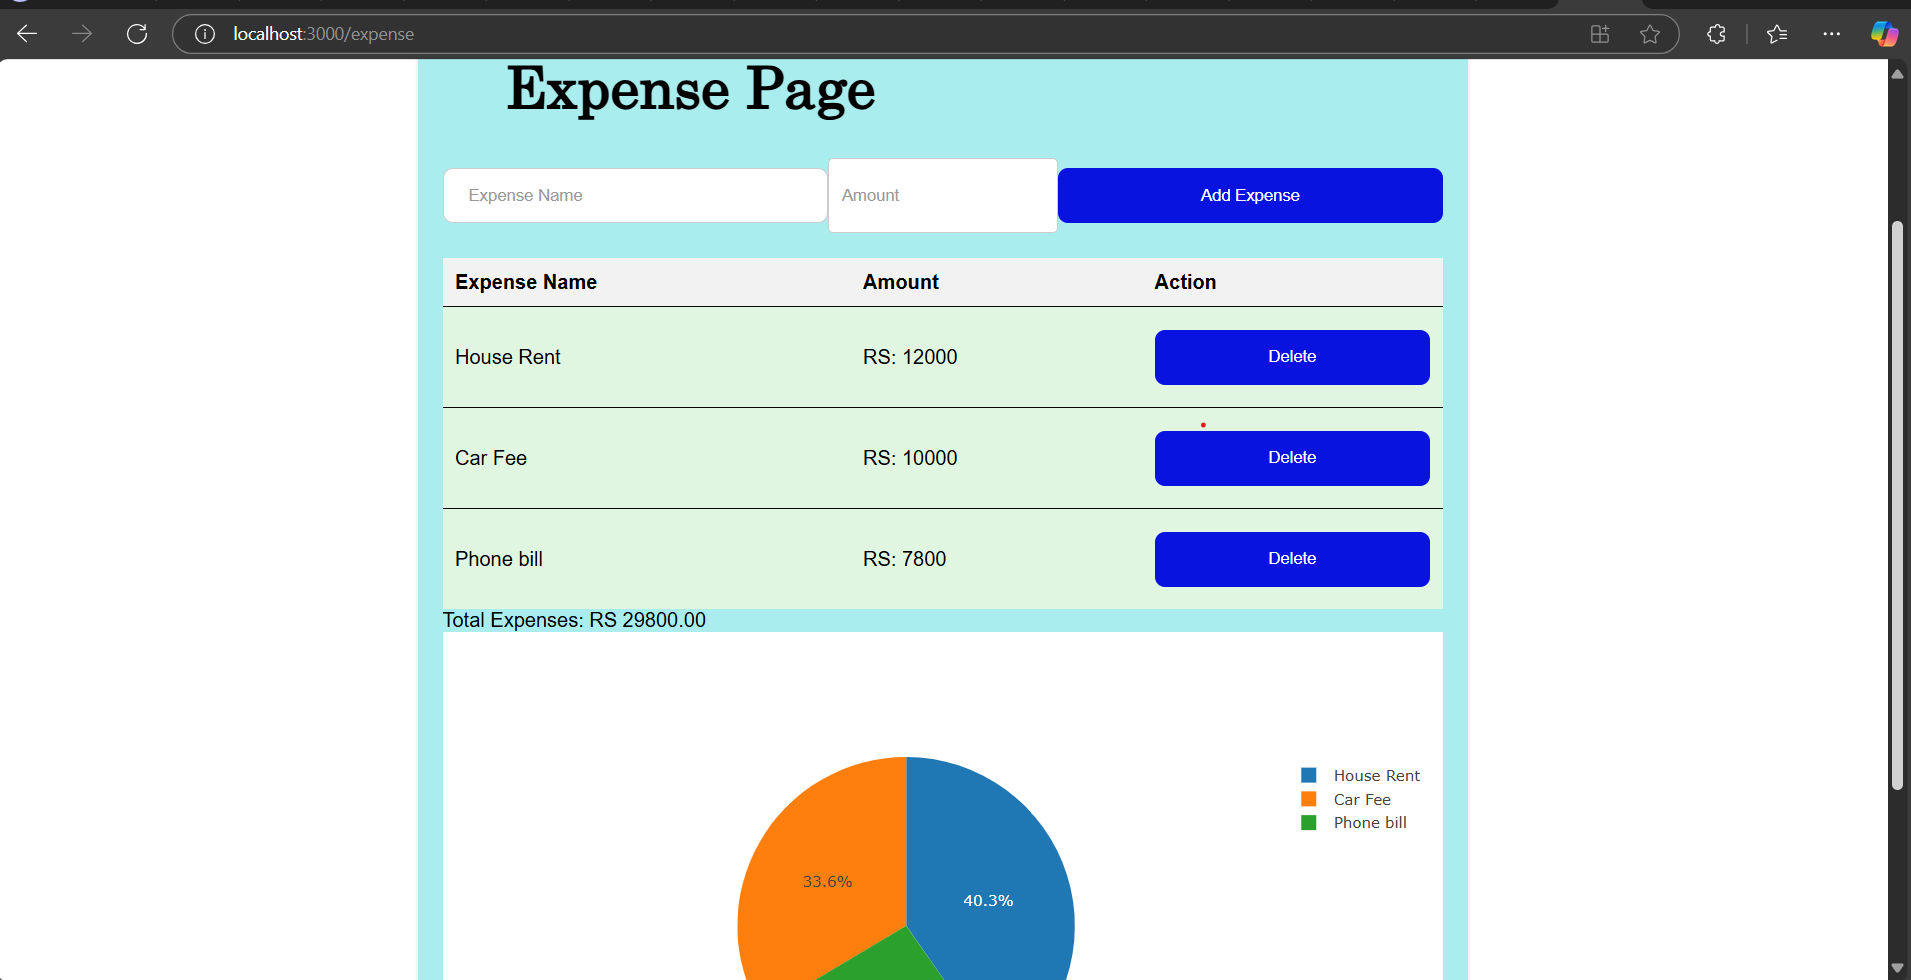 localhost:3000/expense
Expense Page
Expense Name Amount Add Expense
Expense Name Amount Action
House Rent RS: 12000 Delete
Car Fee RS: 10000 Delete
Phone bill RS: 7800 Delete
Total Expenses: RS 29800.00
House Rent
Car Fee
Phone bill
33.6%
40.3%